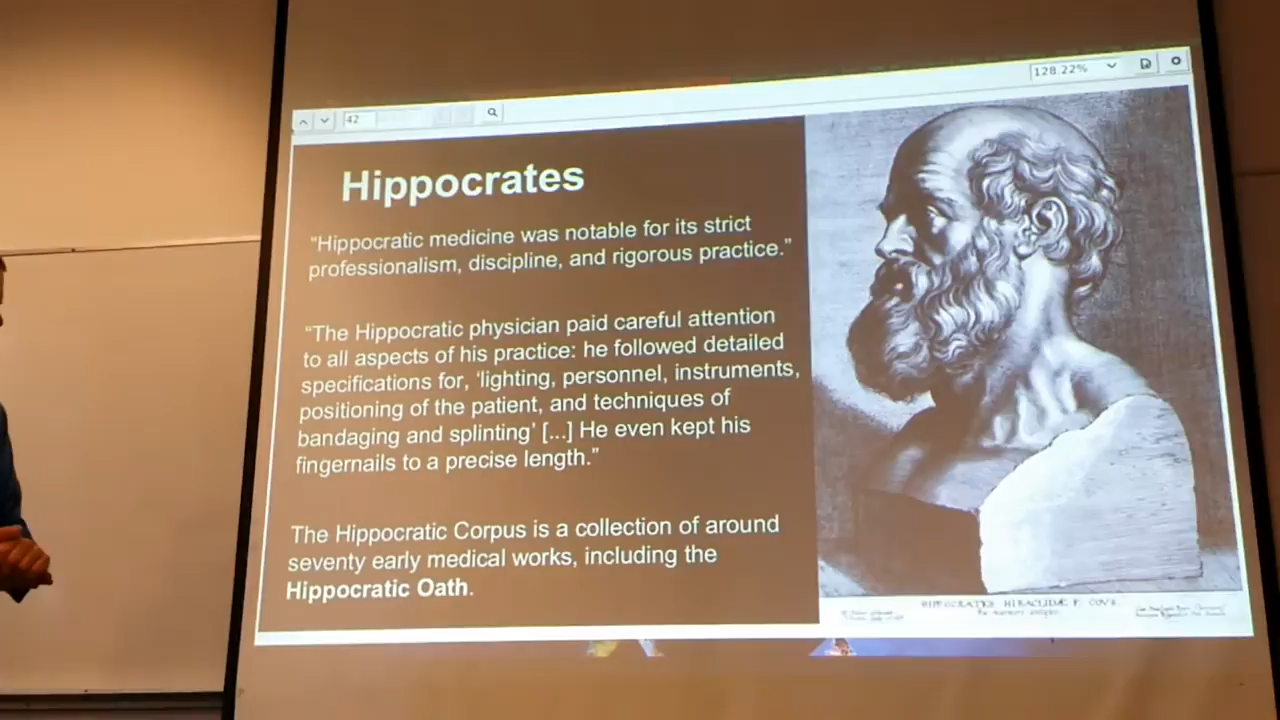 128.22%
42
Hippocrates
“Hippocratic medicine was notable for its strict
professionalism, discipline, and rigorous practice.”
“The Hippocratic physician paid careful attention
to all aspects of his practice: he followed detailed
specifications for, ‘lighting, personnel, instruments,
positioning of the patient, and techniques of
bandaging and splinting’ [...] He even kept his
fingernails to a precise length.”
The Hippocratic Corpus is a collection of around
seventy early medical works, including the
Hippocratic Oath.
HIPPOCRATES HERACLIDÆ F. COVS.